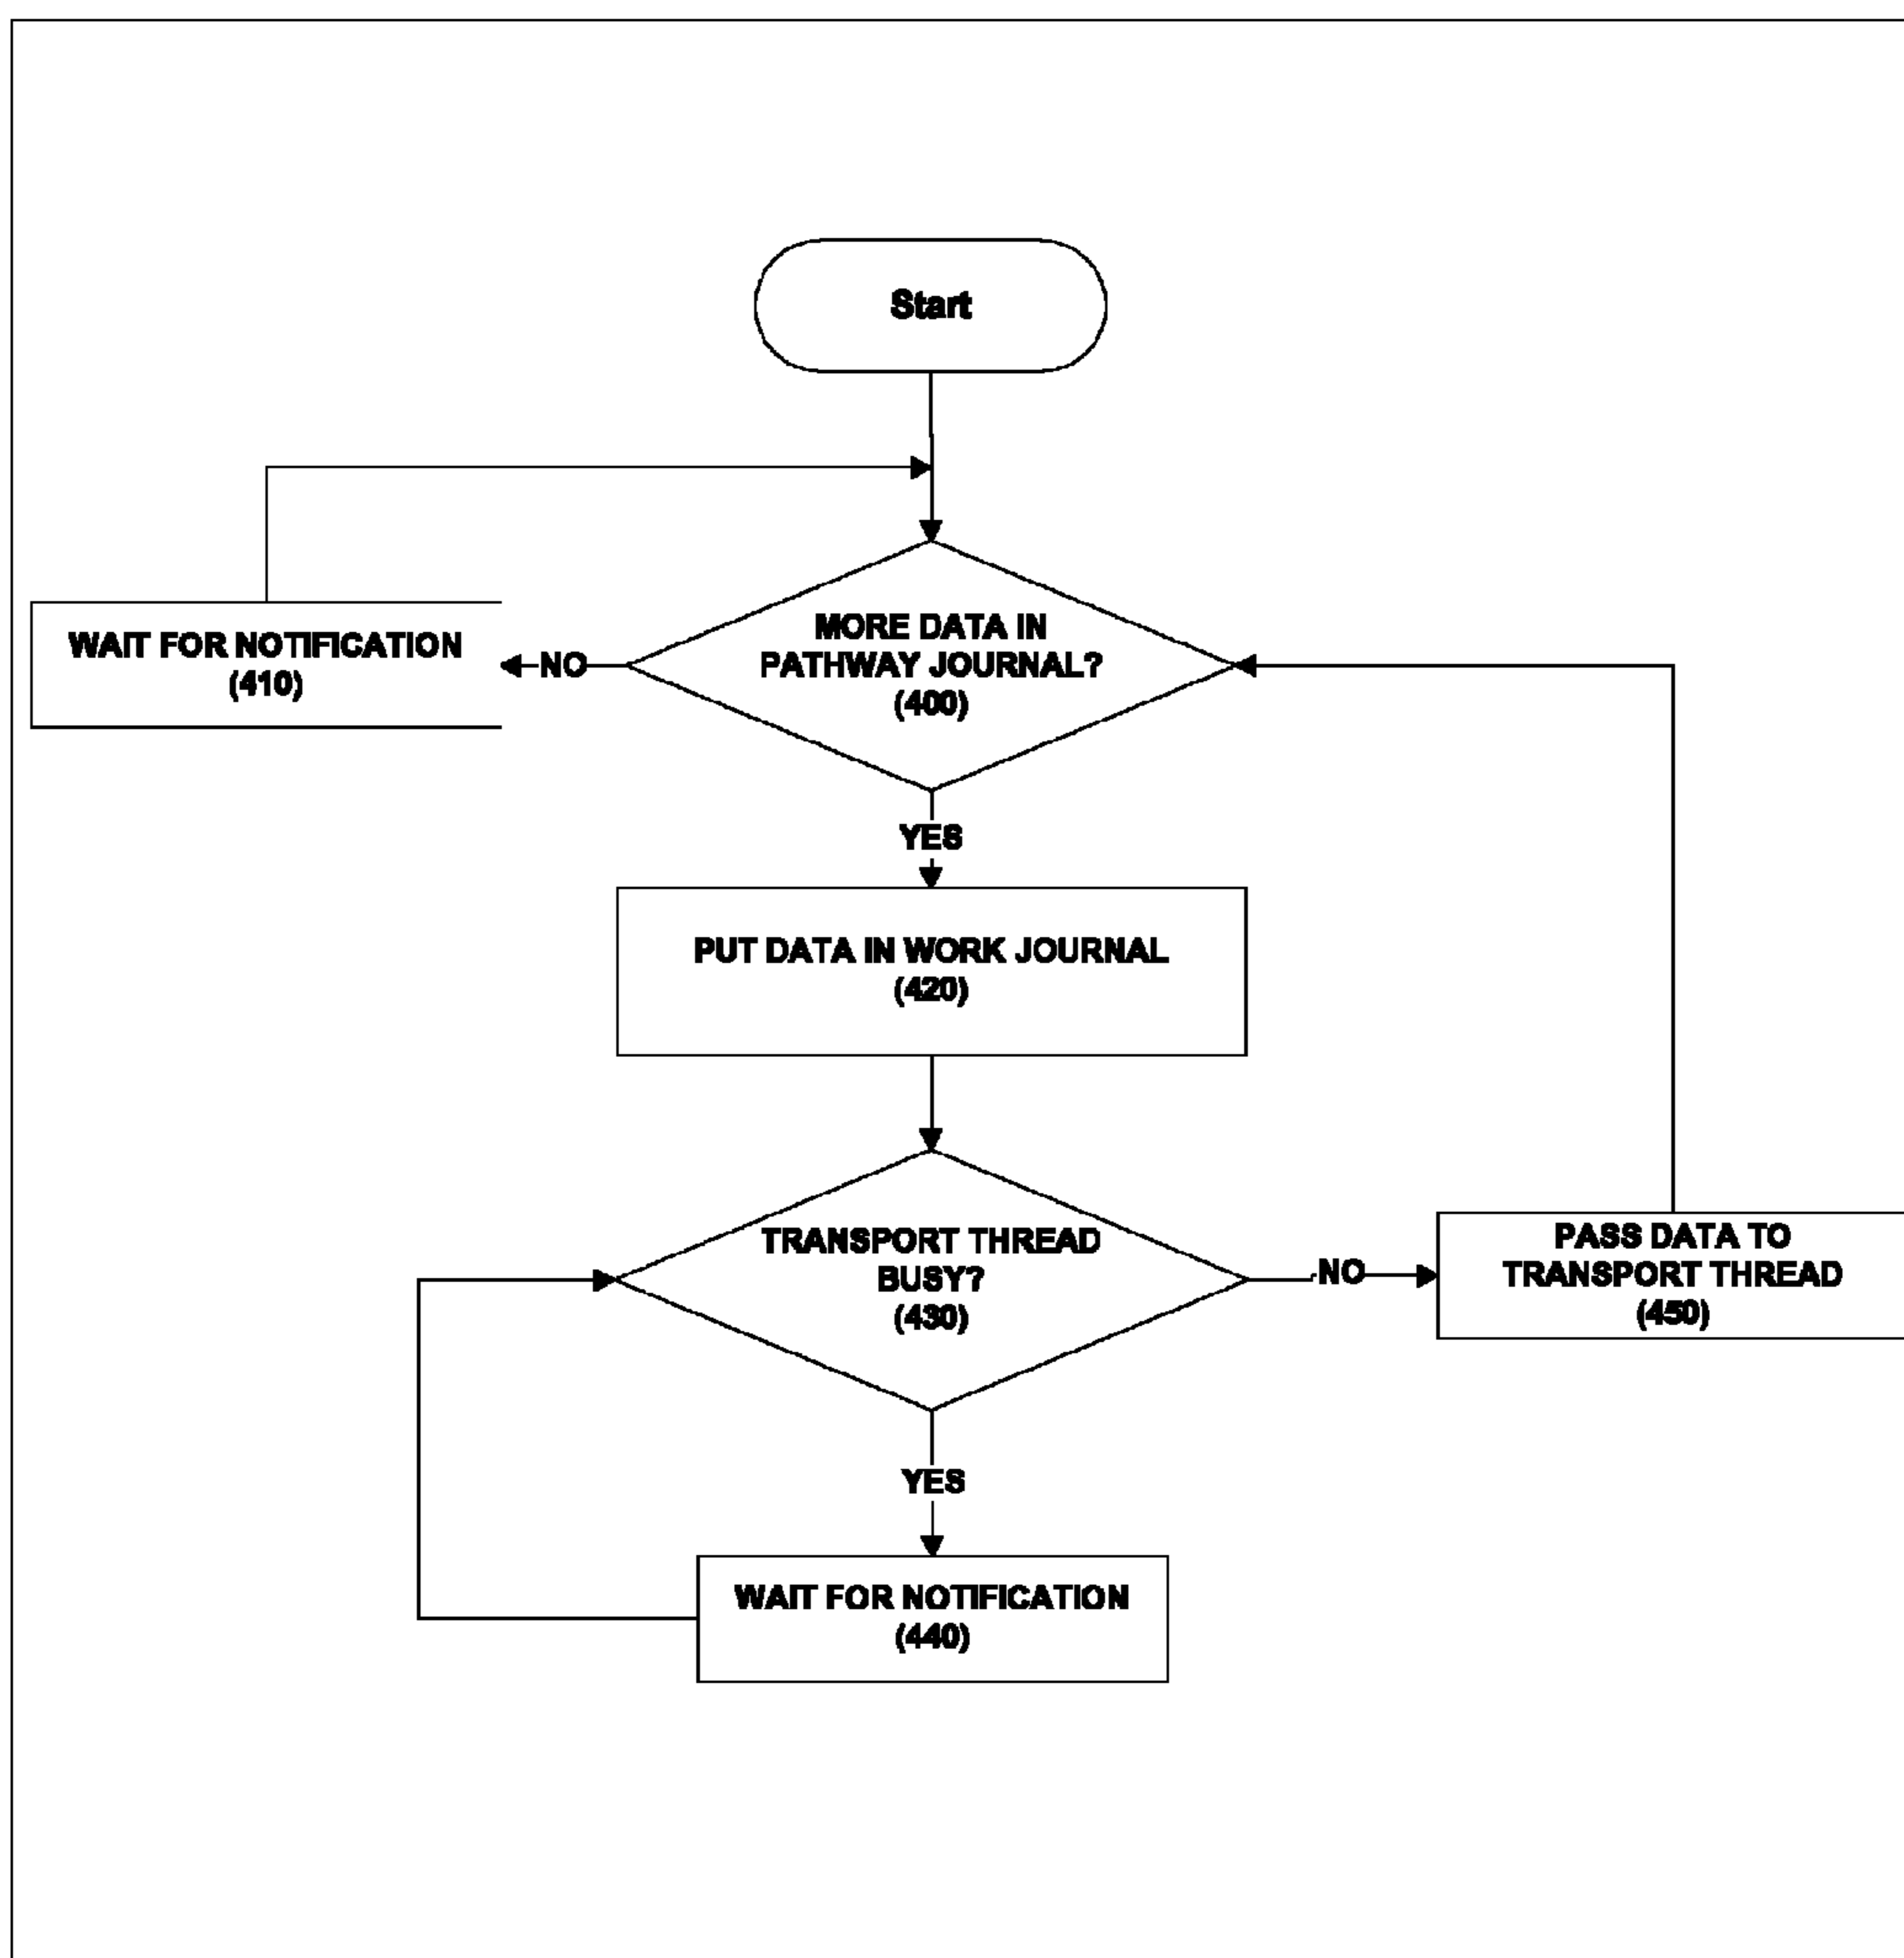 Start
MORE DATA IN
PATHWAY JOURNAL?
(400)
NO
WAIT FOR NOTIFICATION
(410)
YES
PUT DATA IN WORK JOURNAL
(420)
TRANSPORT THREAD
BUSY?
(430)
NO
PASS DATA TO
TRANSPORT THREAD
(450)
YES
WAIT FOR NOTIFICATION
(440)